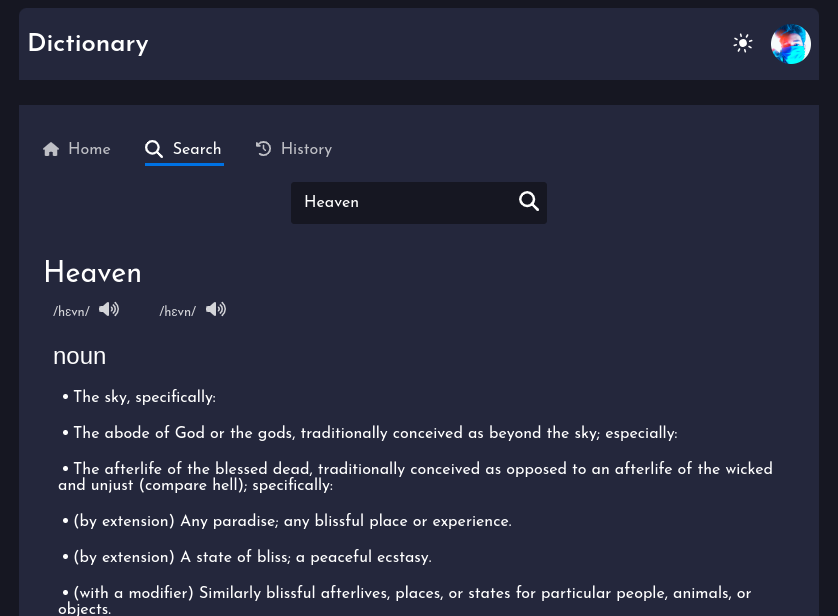 Dictionary
Home Search History
Heaven
Heaven
/hɛvn/ /hɛvn/
noun
• The sky, specifically:
• The abode of God or the gods, traditionally conceived as beyond the sky; especially:
• The afterlife of the blessed dead, traditionally conceived as opposed to an afterlife of the wicked
and unjust (compare hell); specifically:
• (by extension) Any paradise; any blissful place or experience.
• (by extension) A state of bliss; a peaceful ecstasy.
• (with a modifier) Similarly blissful afterlives, places, or states for particular people, animals, or
objects.